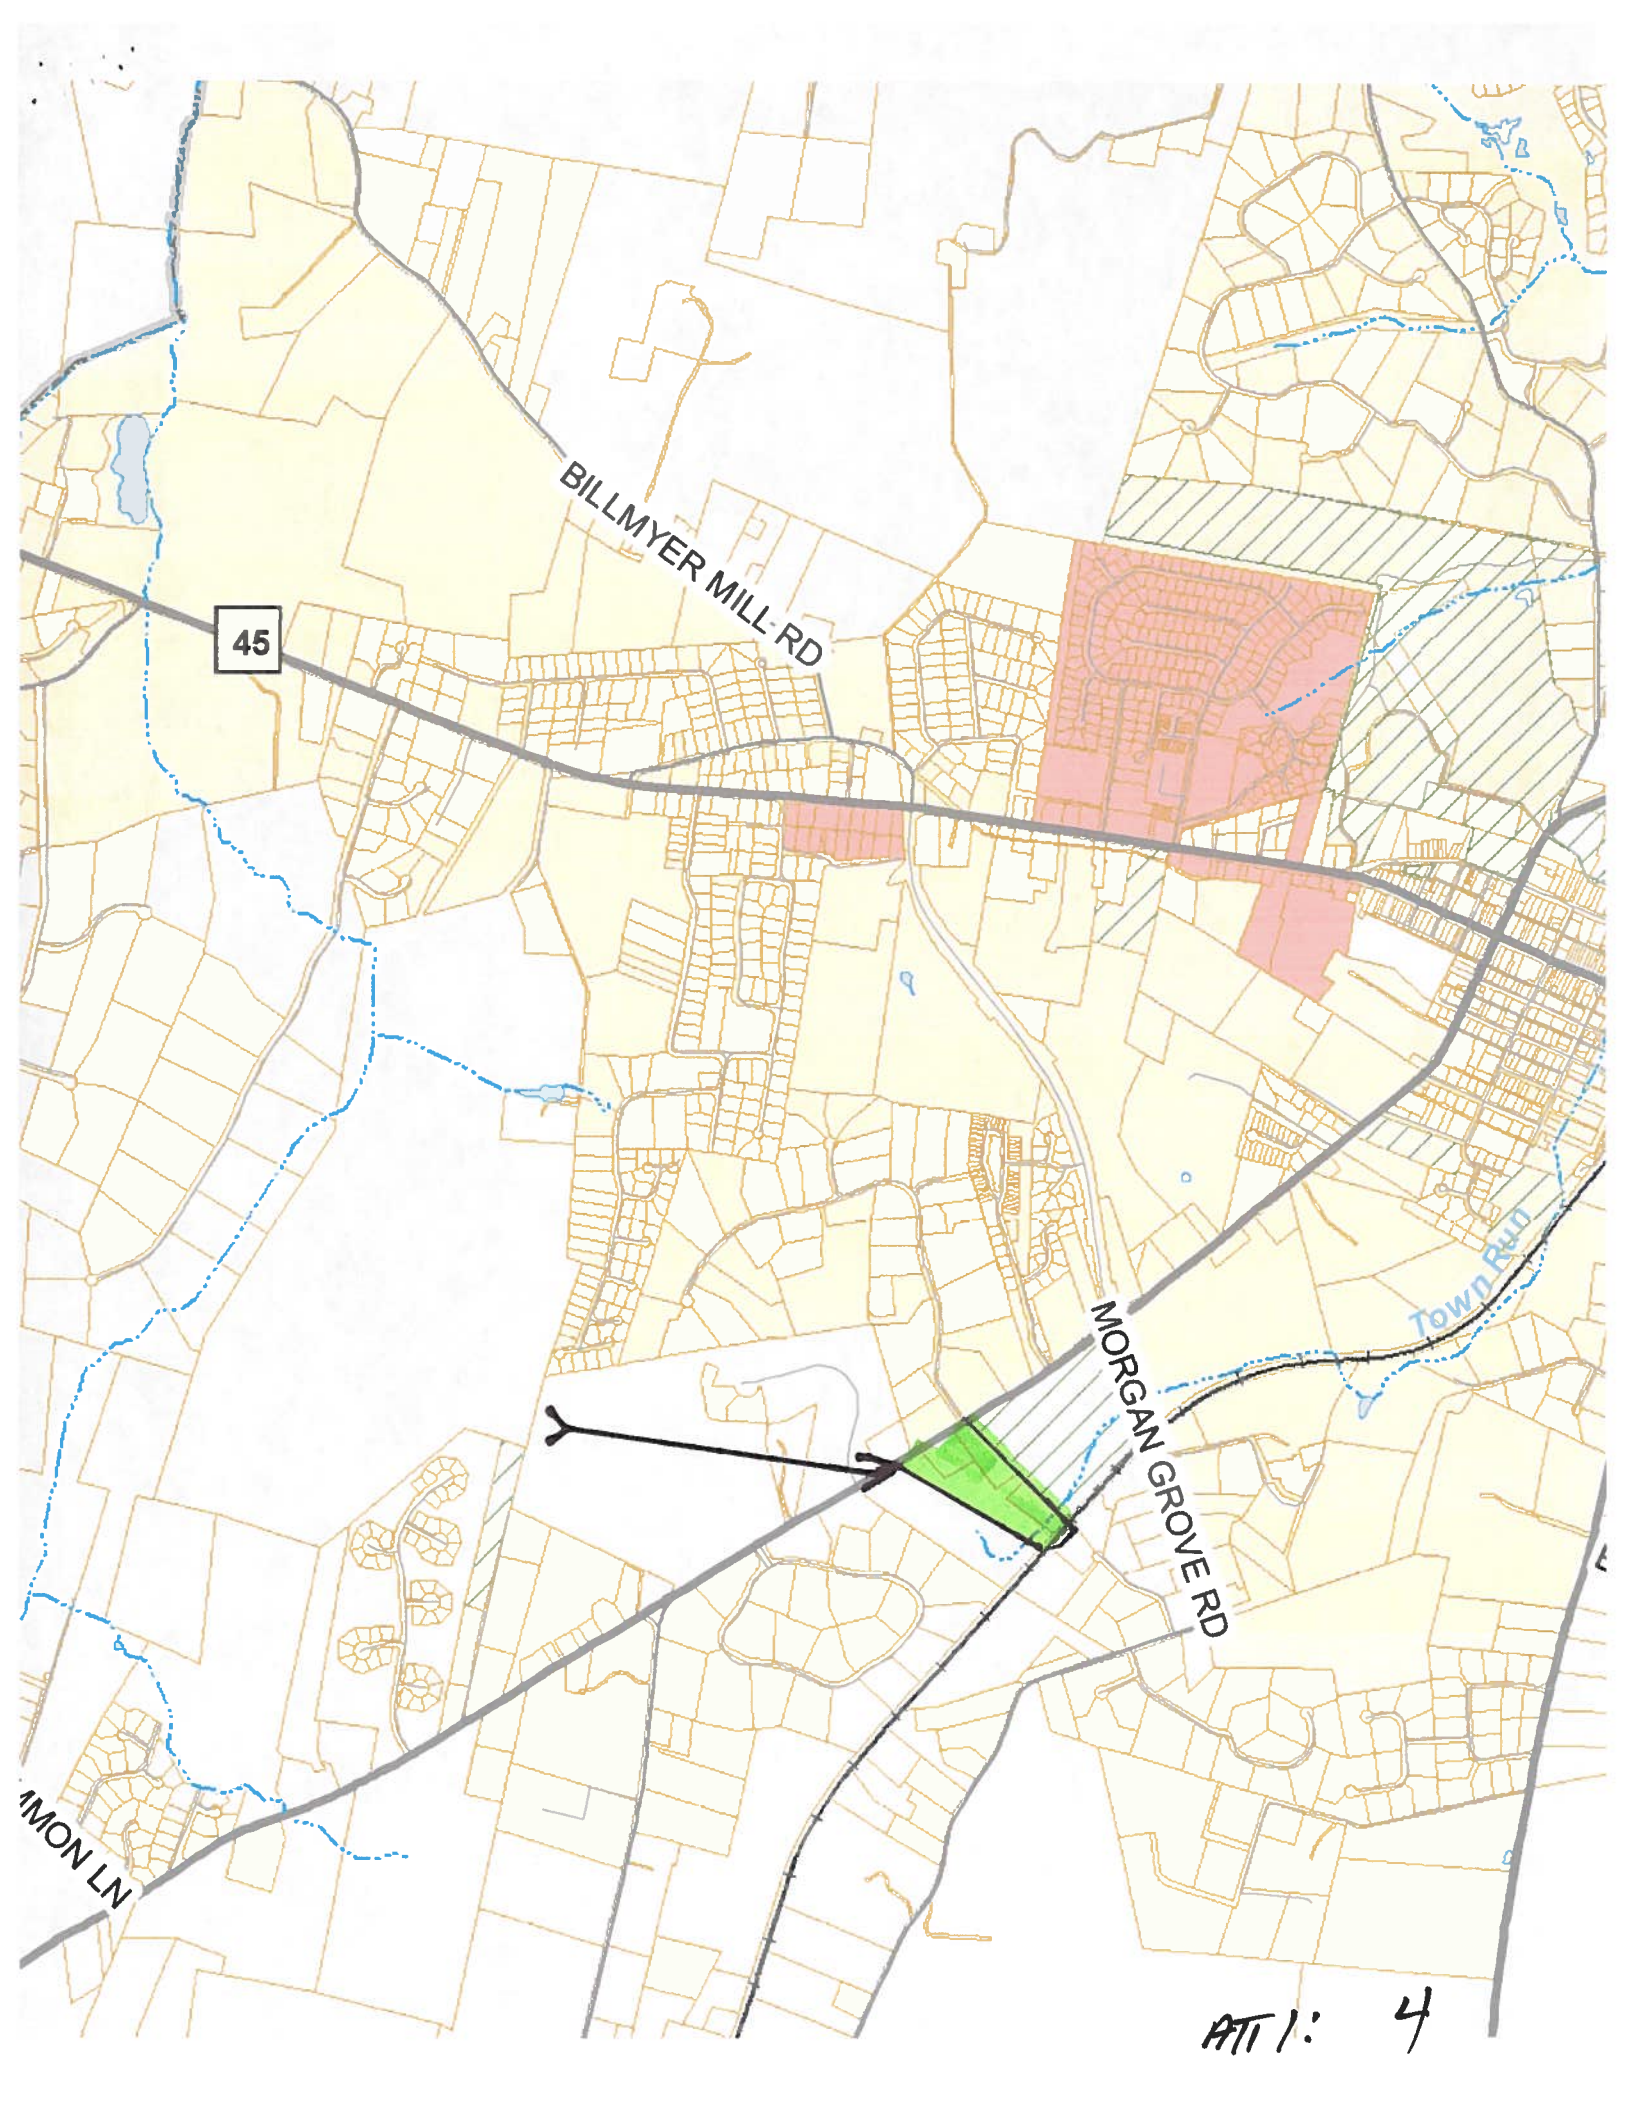 BILLMYER MILL RD
45
Town Run
MORGAN GROVE RD
MMON LN
ATT 1: 4